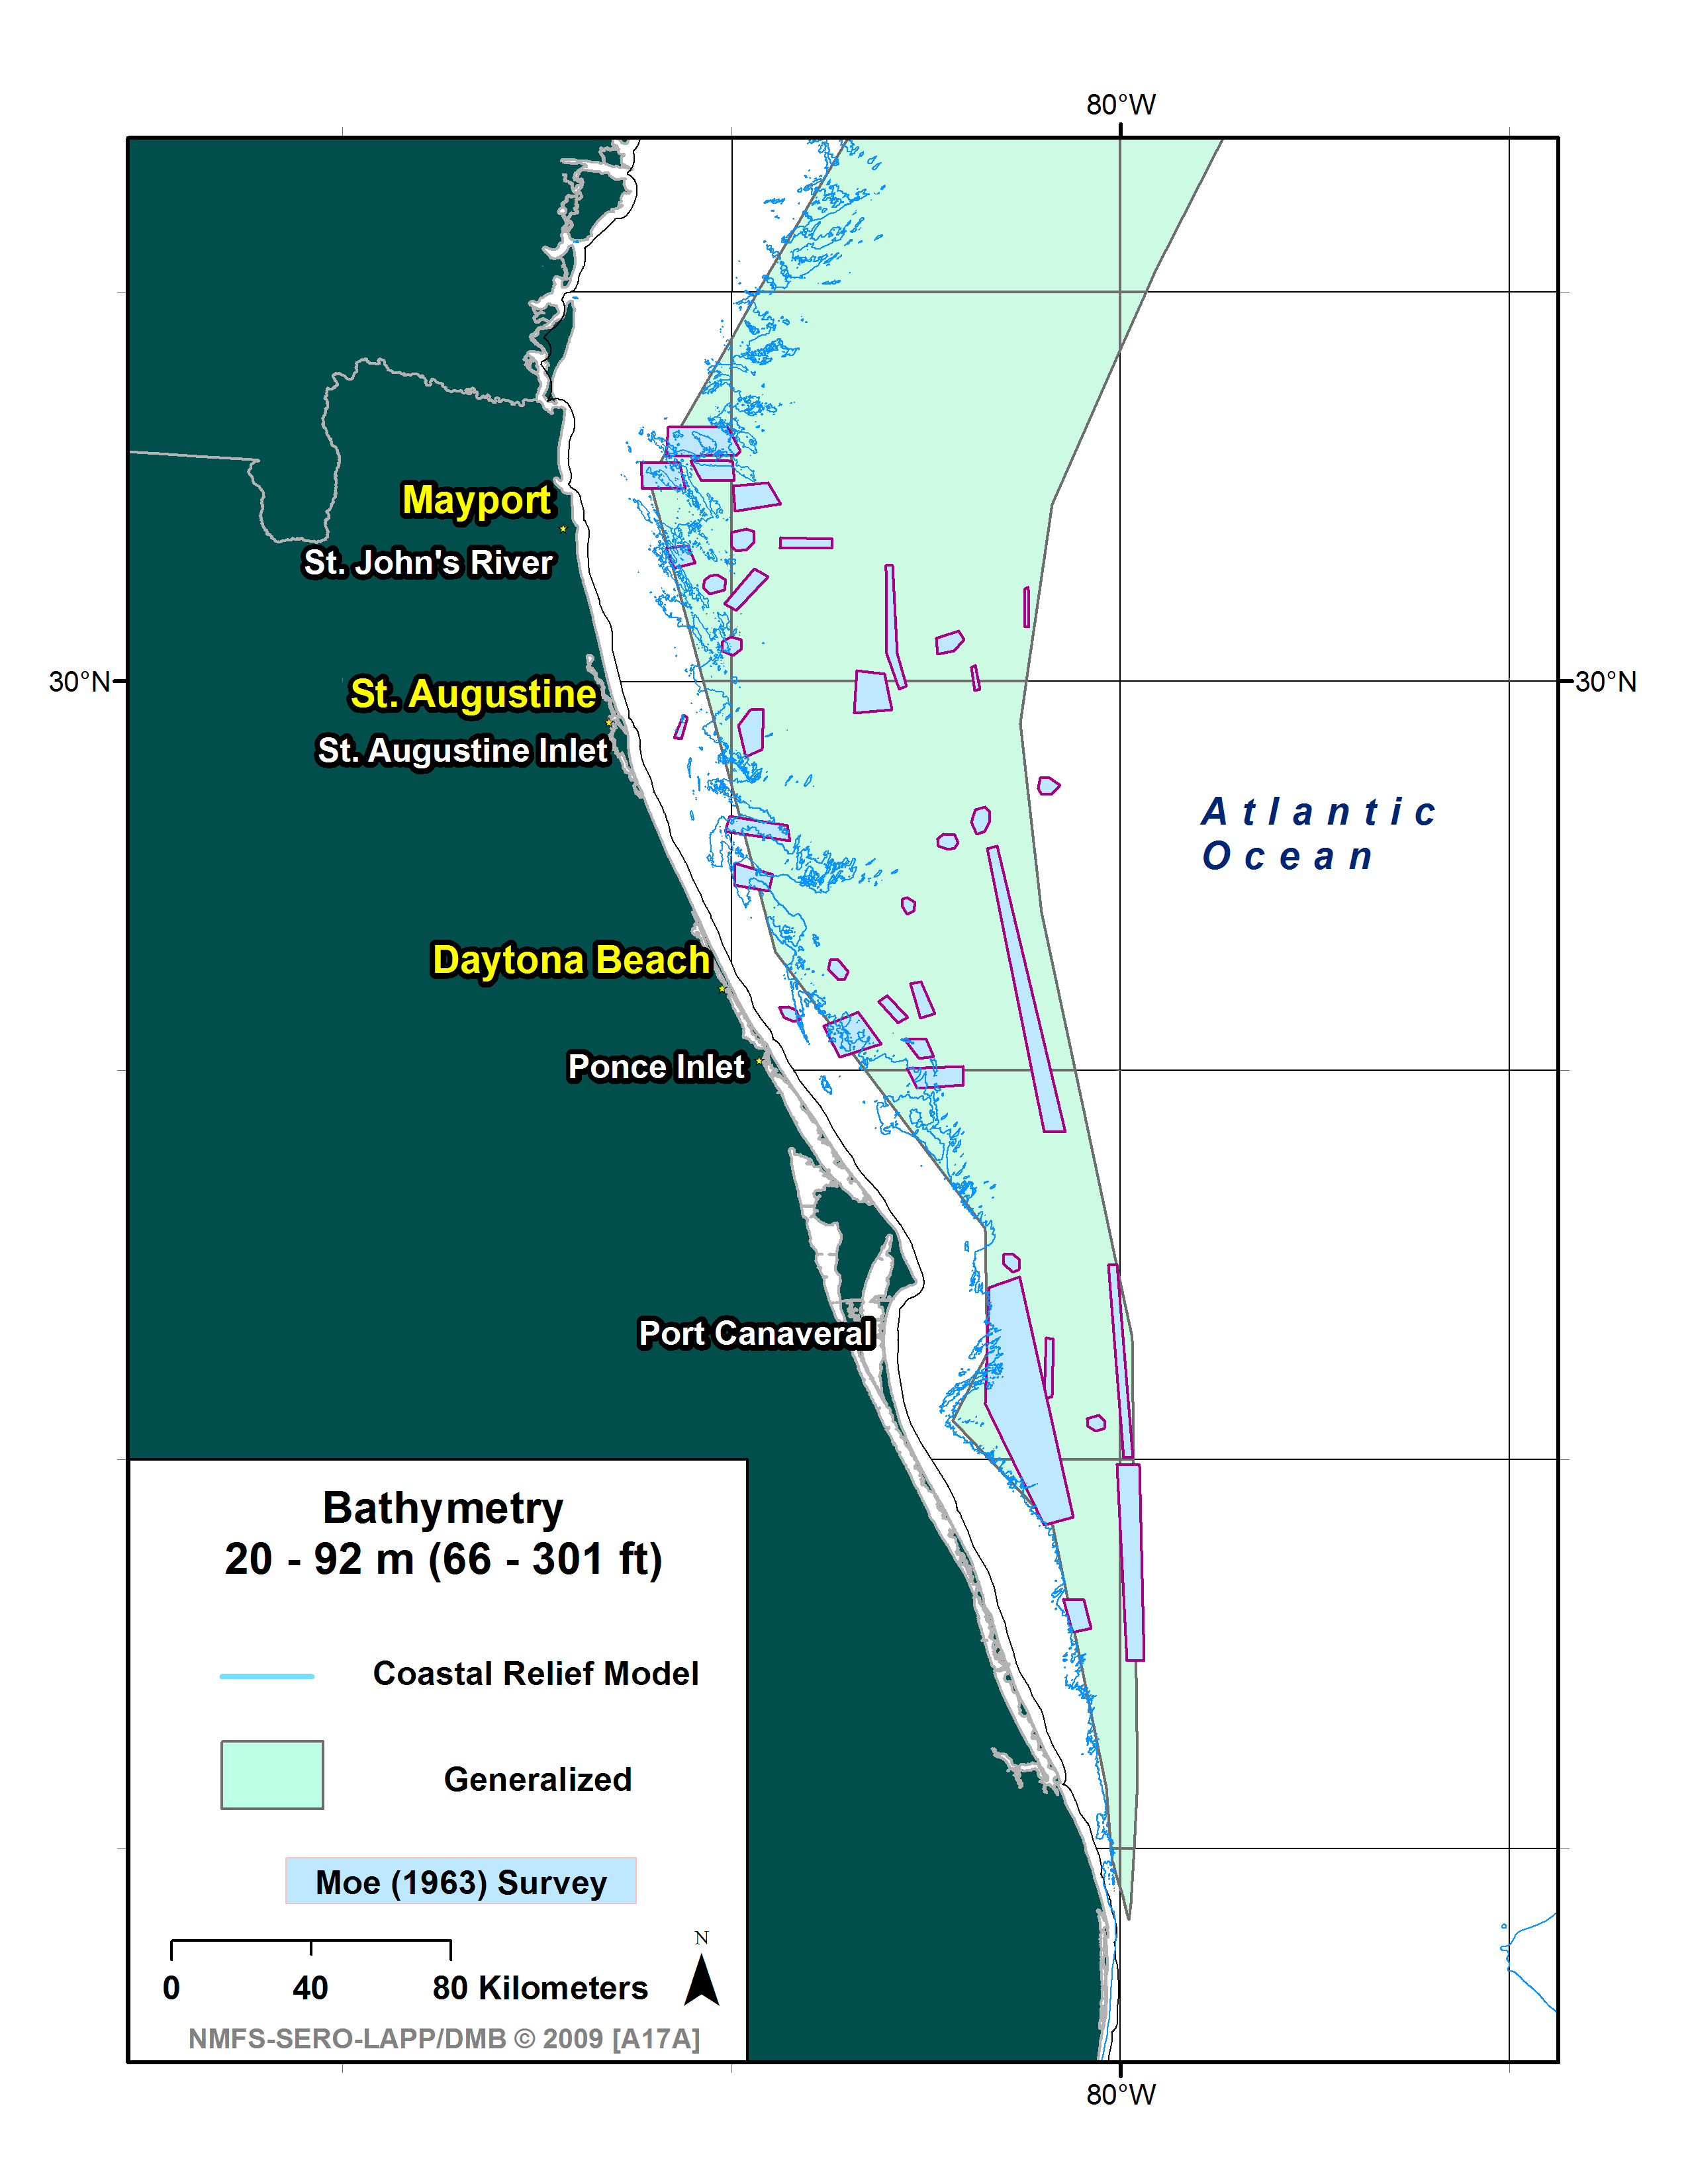 80°W
Mayport
St. John's River
30°N
30°N
St. Augustine
St. Augustine Inlet
Atlantic
Ocean
Daytona Beach
Ponce Inlet
Port Canaveral
Bathymetry
20 - 92 m (66 - 301 ft)
Coastal Relief Model
Generalized
Moe (1963) Survey
N
0 40 80 Kilometers
NMFS-SERO-LAPP/DMB © 2009 [A17A]
80°W